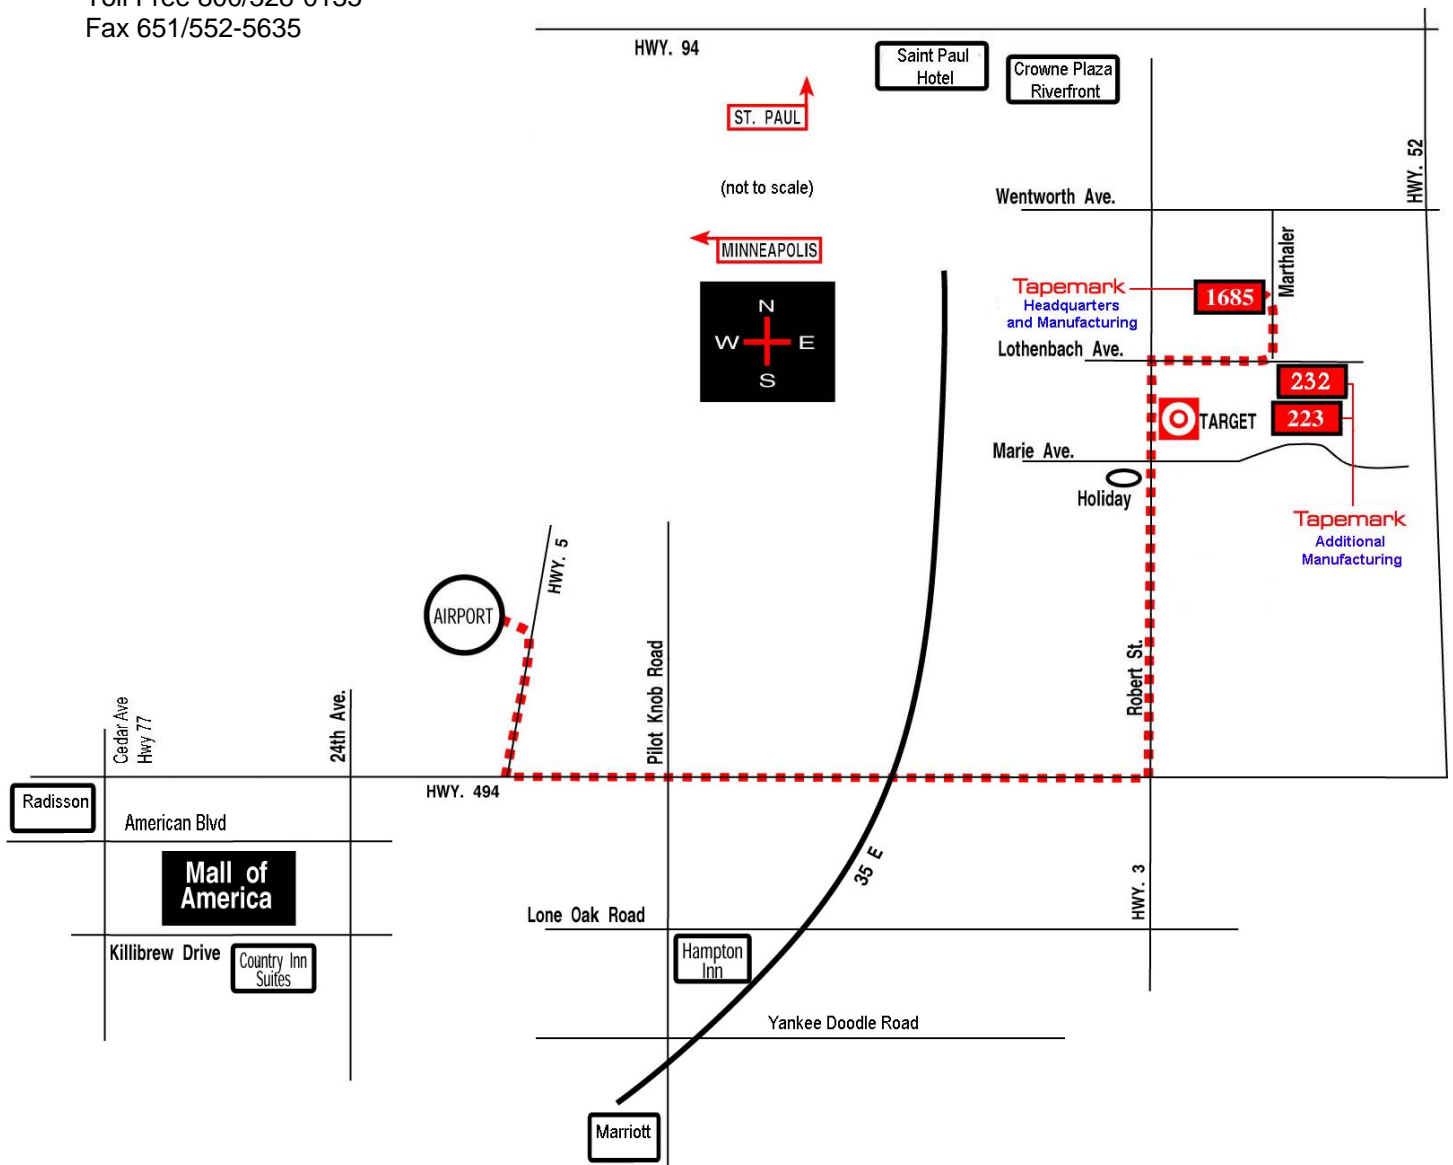 Fax 651/552-5635
HWY. 94
Saint Paul
Hotel
Crowne Plaza
Riverfront
ST. PAUL
HWY. 52
(not to scale)
Wentworth Ave.
MINNEAPOLIS
Marthaler
Tapemark
Headquarters
and Manufacturing
1685
N
W E
S
Lothenbach Ave.
232
223
TARGET
Marie Ave.
Holiday
Tapemark
Additional
Manufacturing
HWY. 5
AIRPORT
Pilot Knob Road
Robert St.
Cedar Ave
Hwy 77
24th Ave.
HWY. 494
Radisson
American Blvd
Mall of
America
35 E
HWY. 3
Lone Oak Road
Killibrew Drive
Country Inn
Suites
Hampton
Inn
Yankee Doodle Road
Marriott